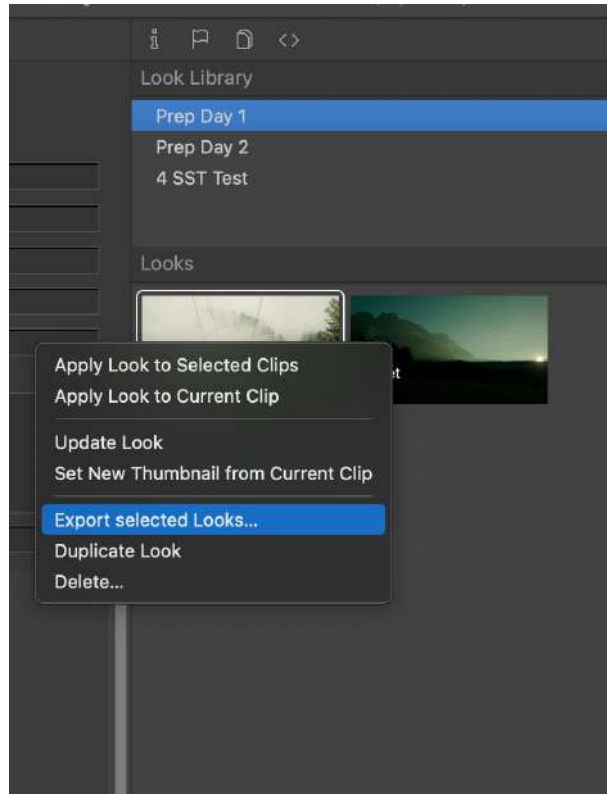 Look Library
Prep Day 1
Prep Day 2
4 SST Test
Looks
Apply Look to Selected Clips
Apply Look to Current Clip
Update Look
Set New Thumbnail from Current Clip
Export selected Looks...
Duplicate Look
Delete...